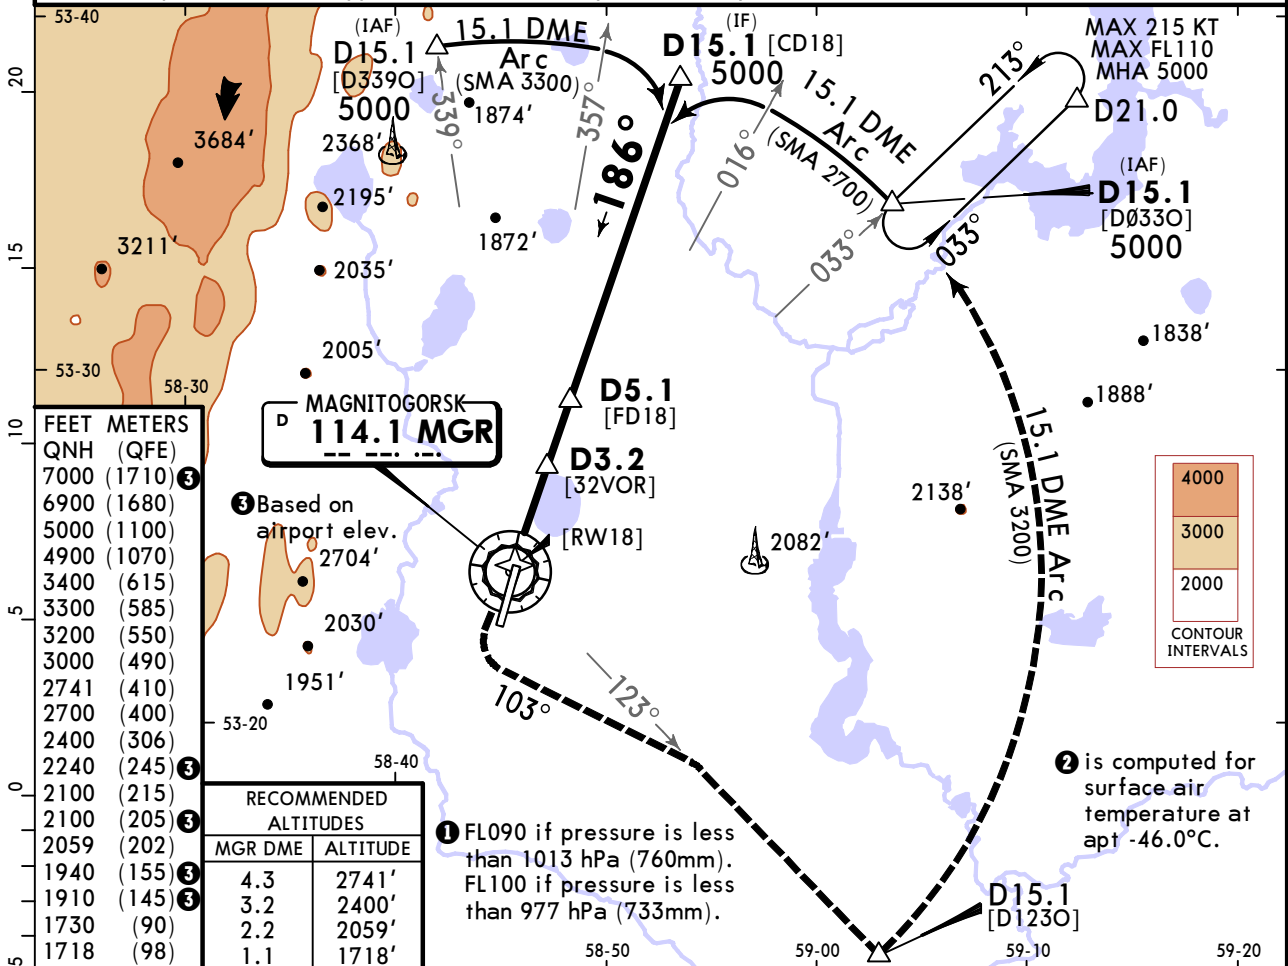 53-40
(IAF)
D15.1
[D339O]
5000
15.1 DME
Arc
(SMA 3300)
(IF)
D15.1 [CD18]
5000
MAX 215 KT
MAX FL110
MHA 5000
213°
D21.0
15.1 DME
Arc
(SMA 2700)
20
3684'
2368'
1874'
339°
357°
186°
016°
(IAF)
D15.1
[DØ33O]
5000
2195'
1872'
033°
033°
3211'
15
2035'
1838'
2005'
53-30
58-30
1888'
D5.1
[FD18]
MAGNITOGORSK
D
114.1 MGR
10
D3.2
[32VOR]
[RW18]
15.1 DME Arc
(SMA 3200)
2138'
2082'
4000
3000
2000
CONTOUR
INTERVALS
FEET METERS
QNH (QFE)
7000 (1710) 3
6900 (1680)
5000 (1100)
4900 (1070)
3400 (615)
3300 (585)
3200 (550)
3000 (490)
2741 (410)
2700 (400)
2400 (306)
2240 (245) 3
2100 (215)
2100 (205) 3
2059 (202)
1940 (155) 3
1910 (145) 3
1730 (90)
1718 (98)
3 Based on
airport elev.
2704'
5
2030'
1951'
103°
123°
53-20
58-40
0
RECOMMENDED
ALTITUDES
MGR DME ALTITUDE
4.3 2741'
3.2 2400'
2.2 2059'
1.1 1718'
1 FL090 if pressure is less
than 1013 hPa (760mm).
FL100 if pressure is less
than 977 hPa (733mm).
2 is computed for
surface air
temperature at
apt -46.0°C.
D15.1
[D123O]
5
58-50
59-00
59-10
59-20